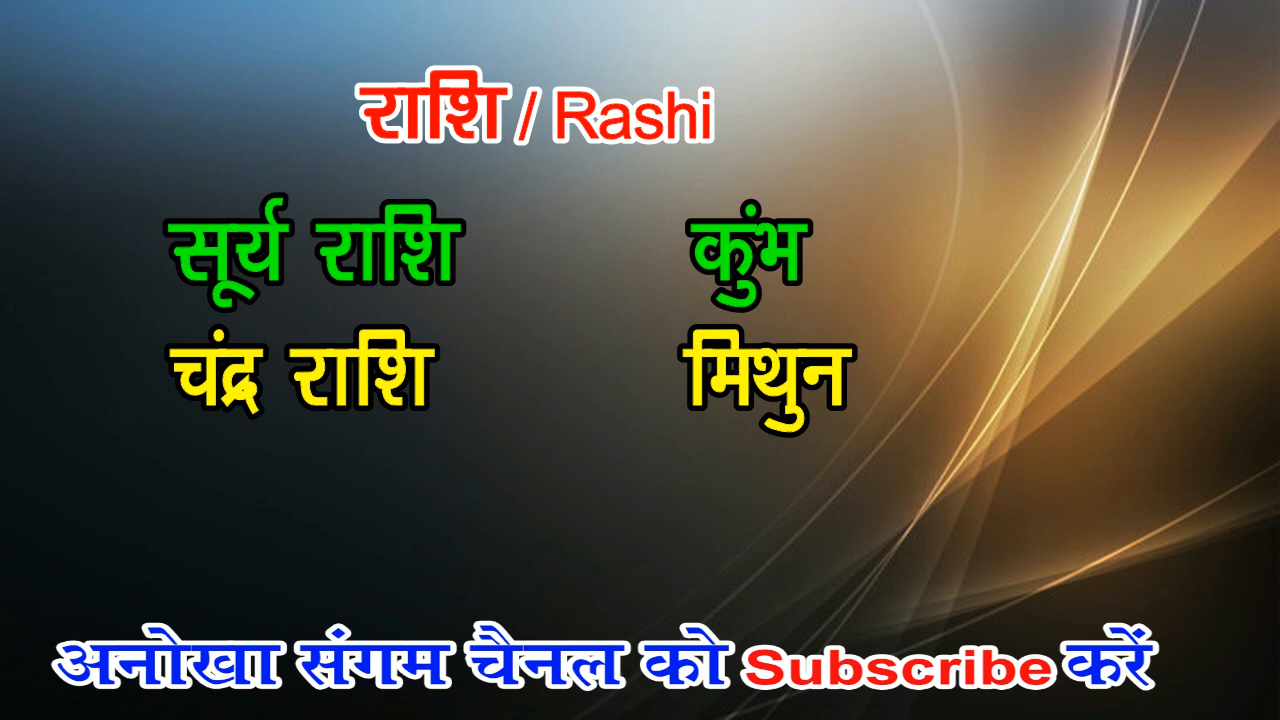 राशि / Rashi
सूर्य राशि कुंभ
चंद्र राशि मिथुन
अनोखा संगम चैनल को Subscribe करें